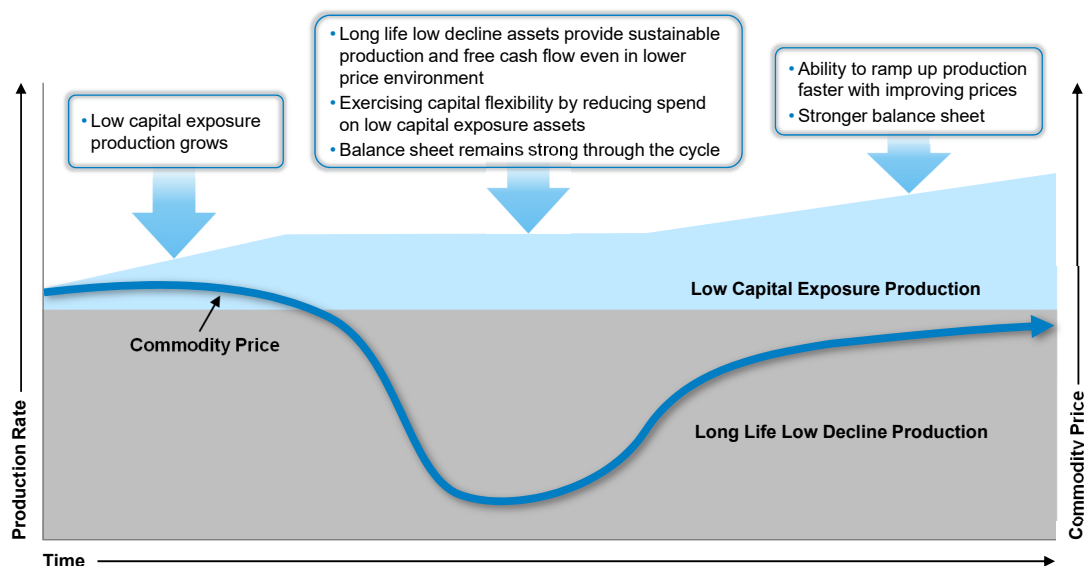 • Low capital exposure
production grows
• Long life low decline assets provide sustainable
production and free cash flow even in lower
price environment
• Exercising capital flexibility by reducing spend
on low capital exposure assets
• Balance sheet remains strong through the cycle
• Ability to ramp up production
faster with improving prices
• Stronger balance sheet
Low Capital Exposure Production
Commodity Price
Long Life Low Decline Production
Production Rate
Commodity Price
Time